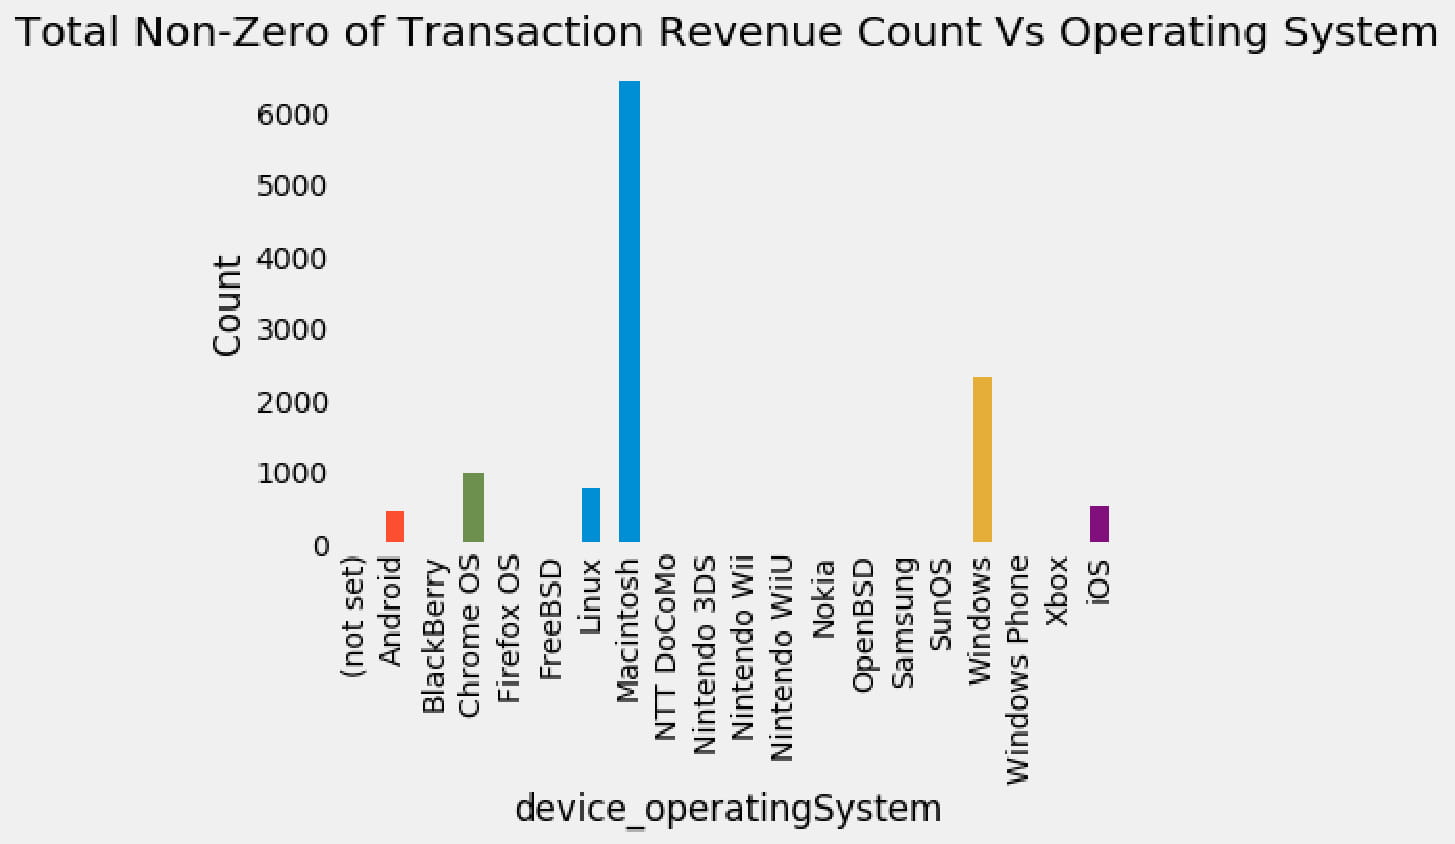 Total Non-Zero of Transaction Revenue Count Vs Operating System
6000
5000
4000
3000
2000
1000
0
Count
(not set)
Android
BlackBerry
Chrome OS
Firefox OS
FreeBSD
Linux
Macintosh
NTT DoCoMo
Nintendo 3DS
Nintendo Wii
Nintendo WiiU
Nokia
OpenBSD
Samsung
SunOS
Windows
Windows Phone
Xbox
iOS
device_operatingSystem